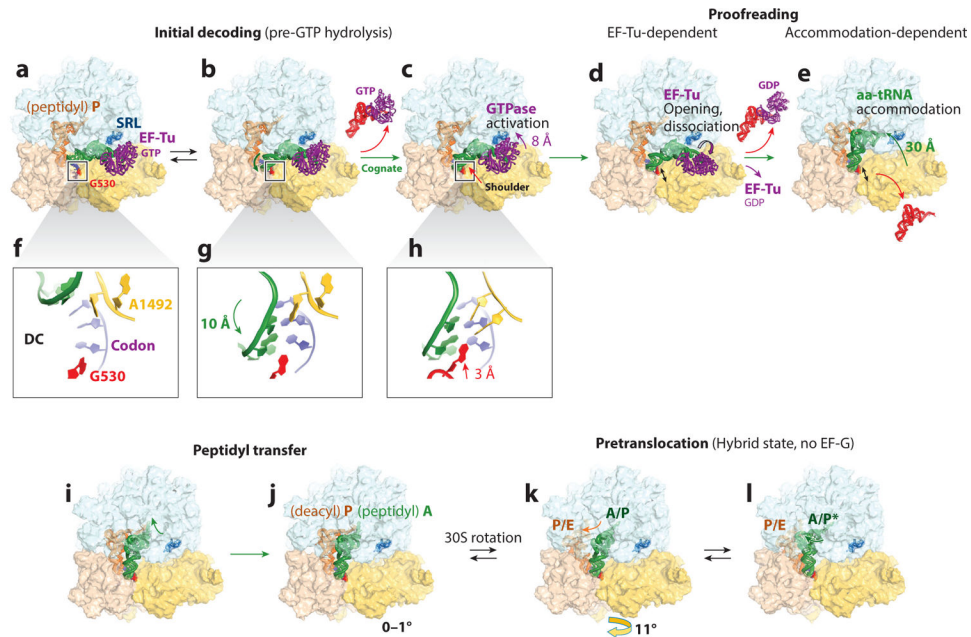 Initial decoding (pre-GTP hydrolysis)
Proofreading
EF-Tu-dependent
Accommodation-dependent
a
(peptidyl) P
SRL
EF-Tu
GTP
G530
b
GTP
Cognate
c
GTPase
activation
8 Å
Shoulder
d
EF-Tu
Opening,
dissociation
GDP
EF-Tu
GDP
e
aa-tRNA
accommodation
30 Å
f
A1492
DC
Codon
G530
g
10 Å
h
3 Å
Peptidyl transfer
Pretranslocation (Hybrid state, no EF-G)
i
j
(deacyl) P (peptidyl) A
0–1°
30S rotation
k
P/E
A/P
11°
l
P/E
A/P*